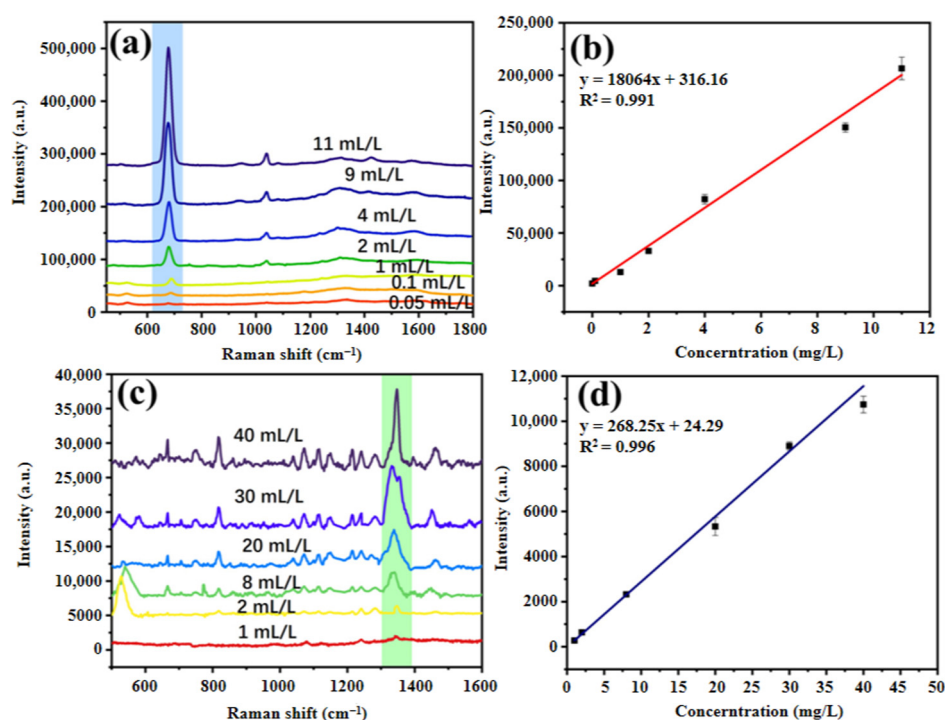 (a)
Intensity (a.u.)
500,000
400,000
300,000
200,000
100,000
0
11 mL/L
9 mL/L
4 mL/L
2 mL/L
1 mL/L
0.1 mL/L
0.05 mL/L
600 800 1000 1200 1400 1600 1800
Raman shift (cm⁻¹)
(b)
Intensity (a.u.)
250,000
200,000
150,000
100,000
50,000
0
y = 18064x + 316.16
R² = 0.991
0 2 4 6 8 10 12
Concerntration (mg/L)
(c)
Intensity (a.u.)
40,000
35,000
30,000
25,000
20,000
15,000
10,000
5000
0
40 mL/L
30 mL/L
20 mL/L
8 mL/L
2 mL/L
1 mL/L
600 800 1000 1200 1400 1600
Raman shift (cm⁻¹)
(d)
Intensity (a.u.)
12,000
10,000
8000
6000
4000
2000
0
y = 268.25x + 24.29
R² = 0.996
0 5 10 15 20 25 30 35 40 45 50
Concerntration (mg/L)